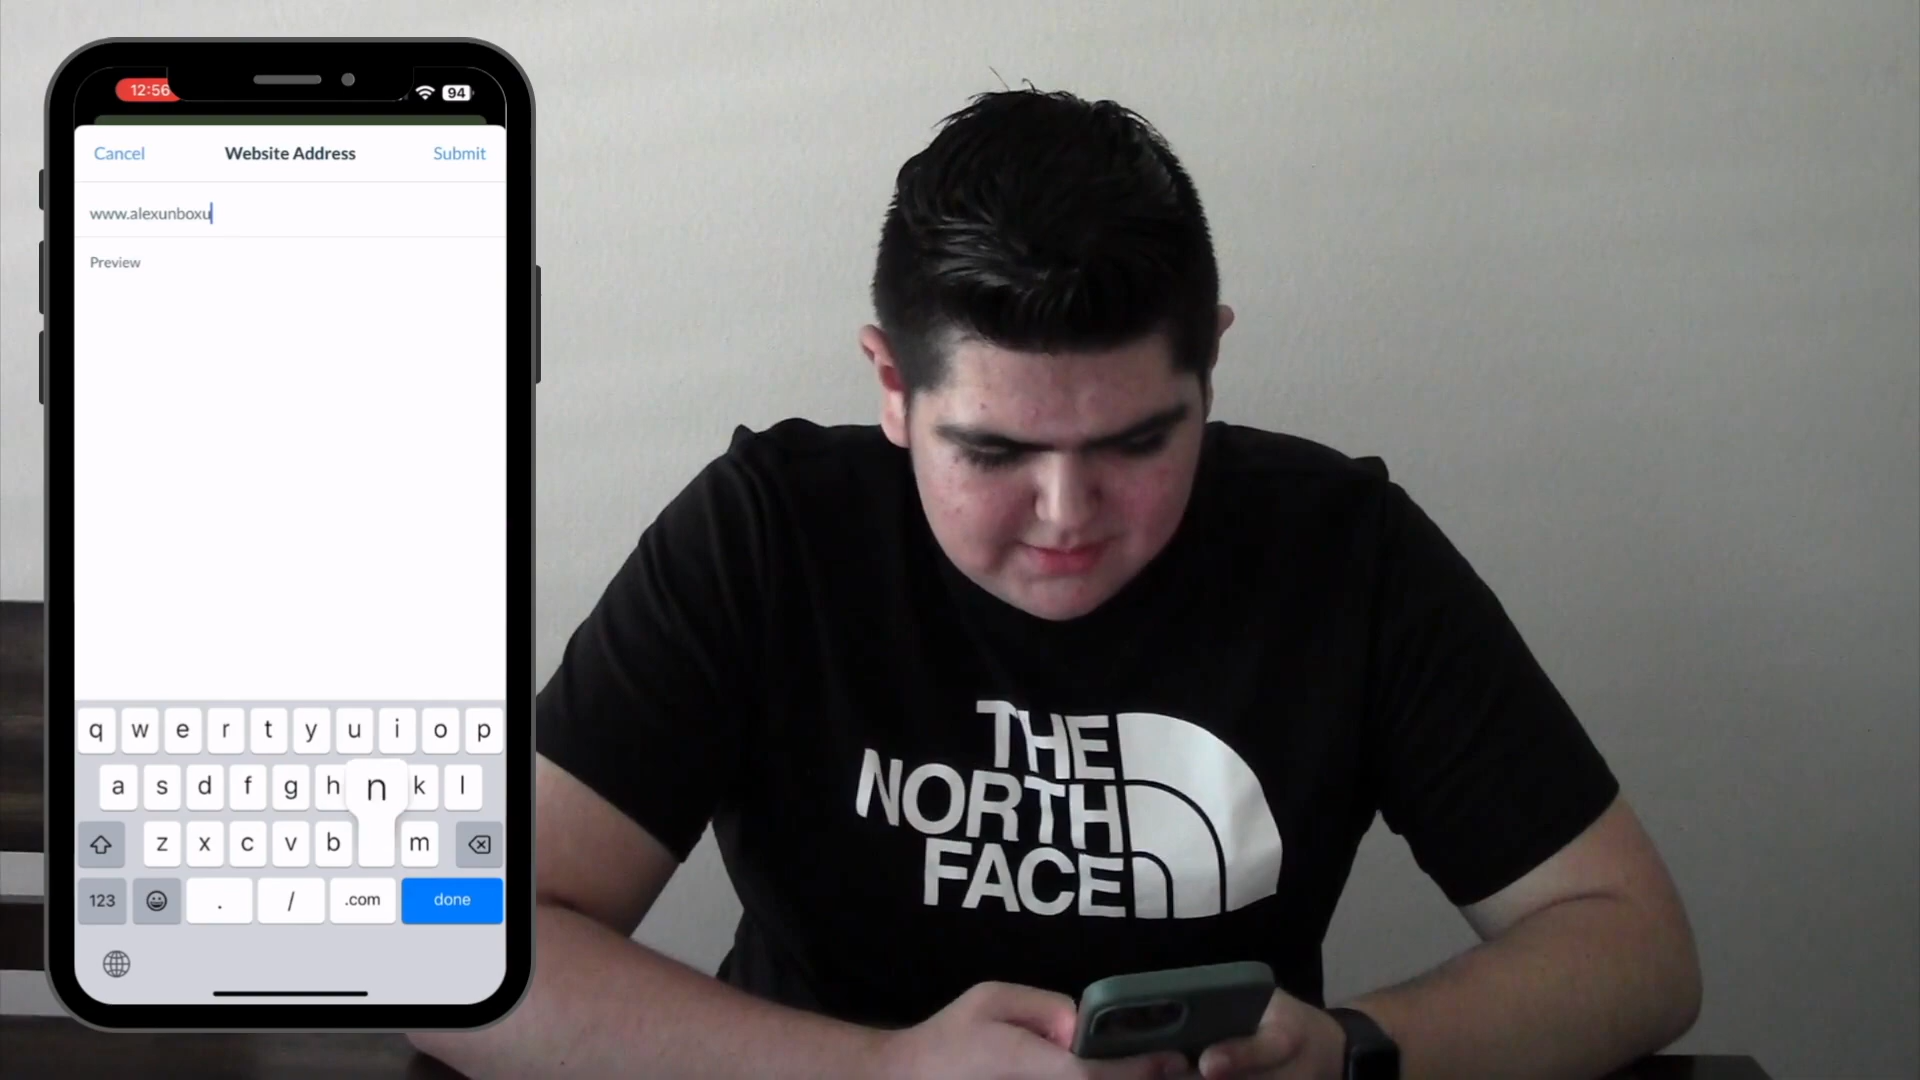 12:56
94
Cancel
Website Address
Submit
www.alexunboxu
Preview
q w e r t y u i o p
a s d f g h n k l
z x c v b m
123
.
/
.com
done
THE
NORTH
FACE